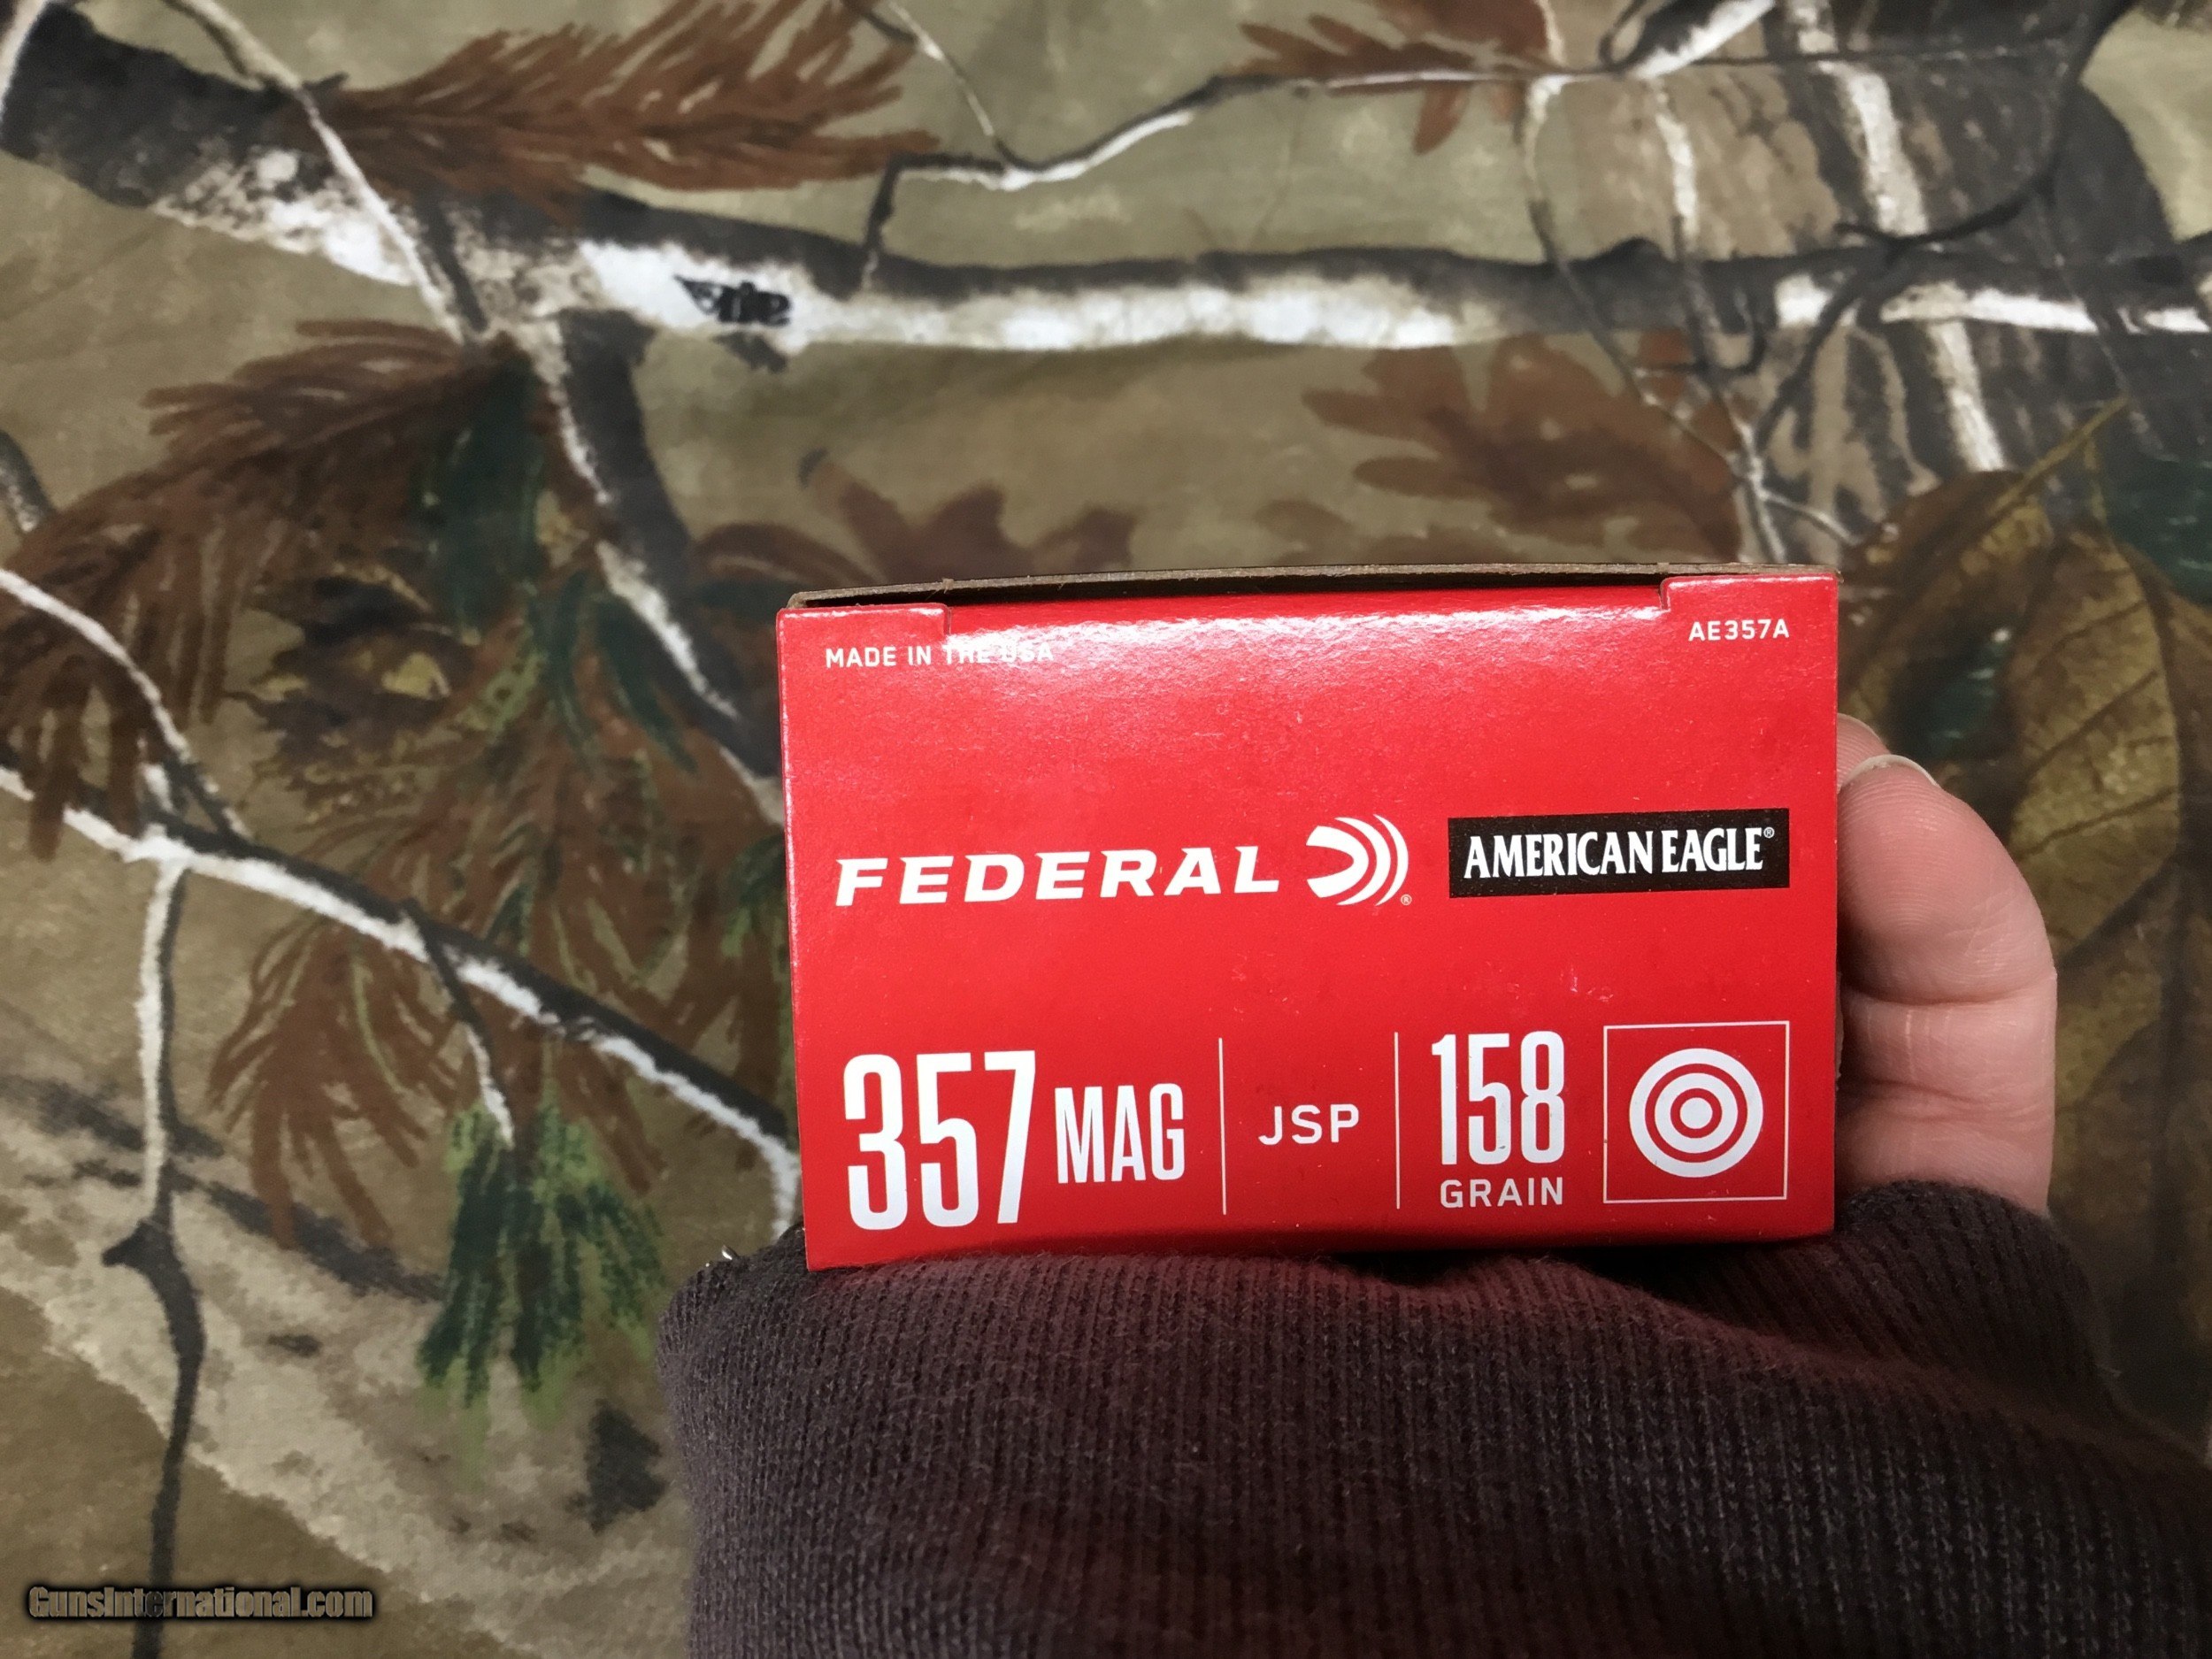 MADE IN THE USA
AE357A
FEDERAL ® AMERICAN EAGLE®
357 MAG JSP 158 GRAIN
GunsInternational.com